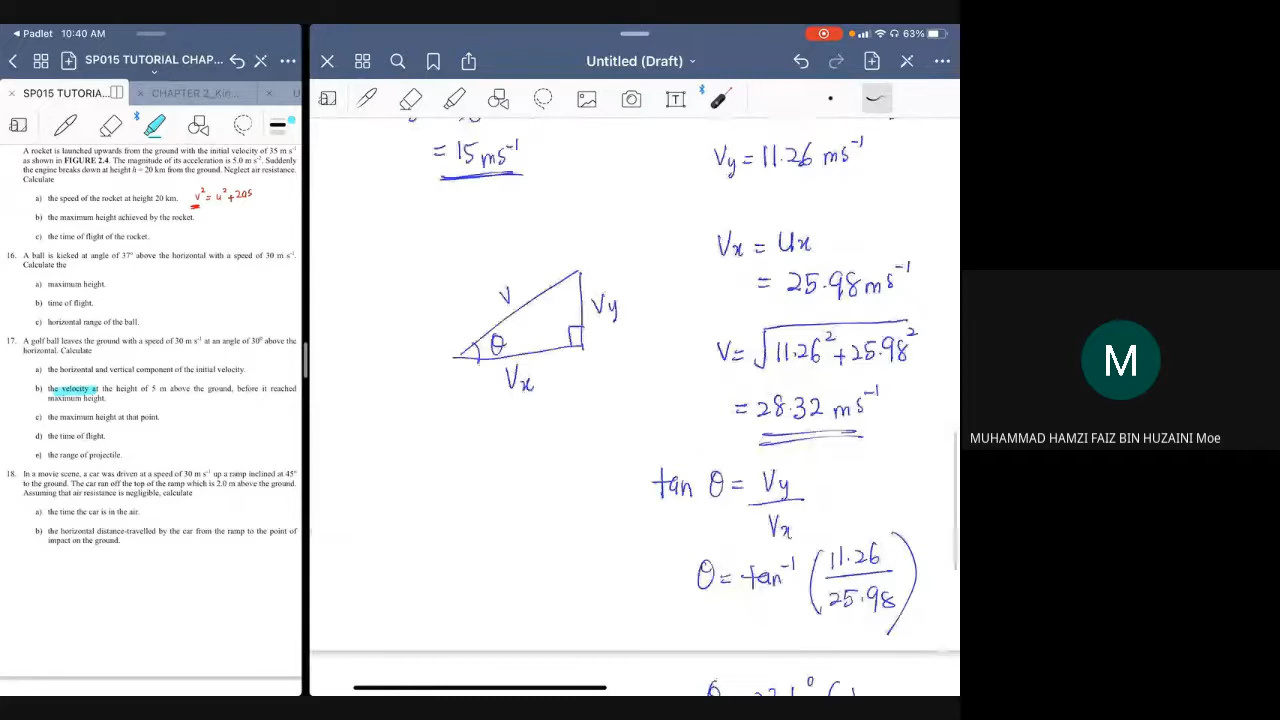 Padlet 10:40 AM
63%
SP015 TUTORIAL CHAP...
Untitled (Draft)
SP015 TUTORIA...
CHAPTER 2_Kin...
A rocket is launched upwards from the ground with the initial velocity of 35 m s⁻¹
as shown in FIGURE 2.4. The magnitude of its acceleration is 5.0 m s⁻². Suddenly
the engine breaks down at height h = 20 km from the ground. Neglect air resistance.
Calculate
a) the speed of the rocket at height 20 km. v² = u² + 2as
b) the maximum height achieved by the rocket.
c) the time of flight of the rocket.
16. A ball is kicked at angle of 37° above the horizontal with a speed of 30 m s⁻¹.
Calculate the
a) maximum height.
b) time of flight.
c) horizontal range of the ball.
17. A golf ball leaves the ground with a speed of 30 m s⁻¹ at an angle of 30⁰ above the
horizontal. Calculate
a) the horizontal and vertical component of the initial velocity.
b) the velocity at the height of 5 m above the ground, before it reached
maximum height.
c) the maximum height at that point.
d) the time of flight.
e) the range of projectile.
18. In a movie scene, a car was driven at a speed of 30 m s⁻¹ up a ramp inclined at 45°
to the ground. The car ran off the top of the ramp which is 2.0 m above the ground.
Assuming that air resistance is negligible, calculate
a) the time the car is in the air.
b) the horizontal distance-travelled by the car from the ramp to the point of
impact on the ground.
= 15 ms⁻¹
V
Vy
θ
Vx
Vy = 11.26 ms⁻¹
Vx = Ux
= 25.98 ms⁻¹
V = √11.26² + 25.98²
= 28.32 ms⁻¹
tan θ = Vy / Vx
θ = tan⁻¹ (11.26 / 25.98)
M
MUHAMMAD HAMZI FAIZ BIN HUZAINI Moe